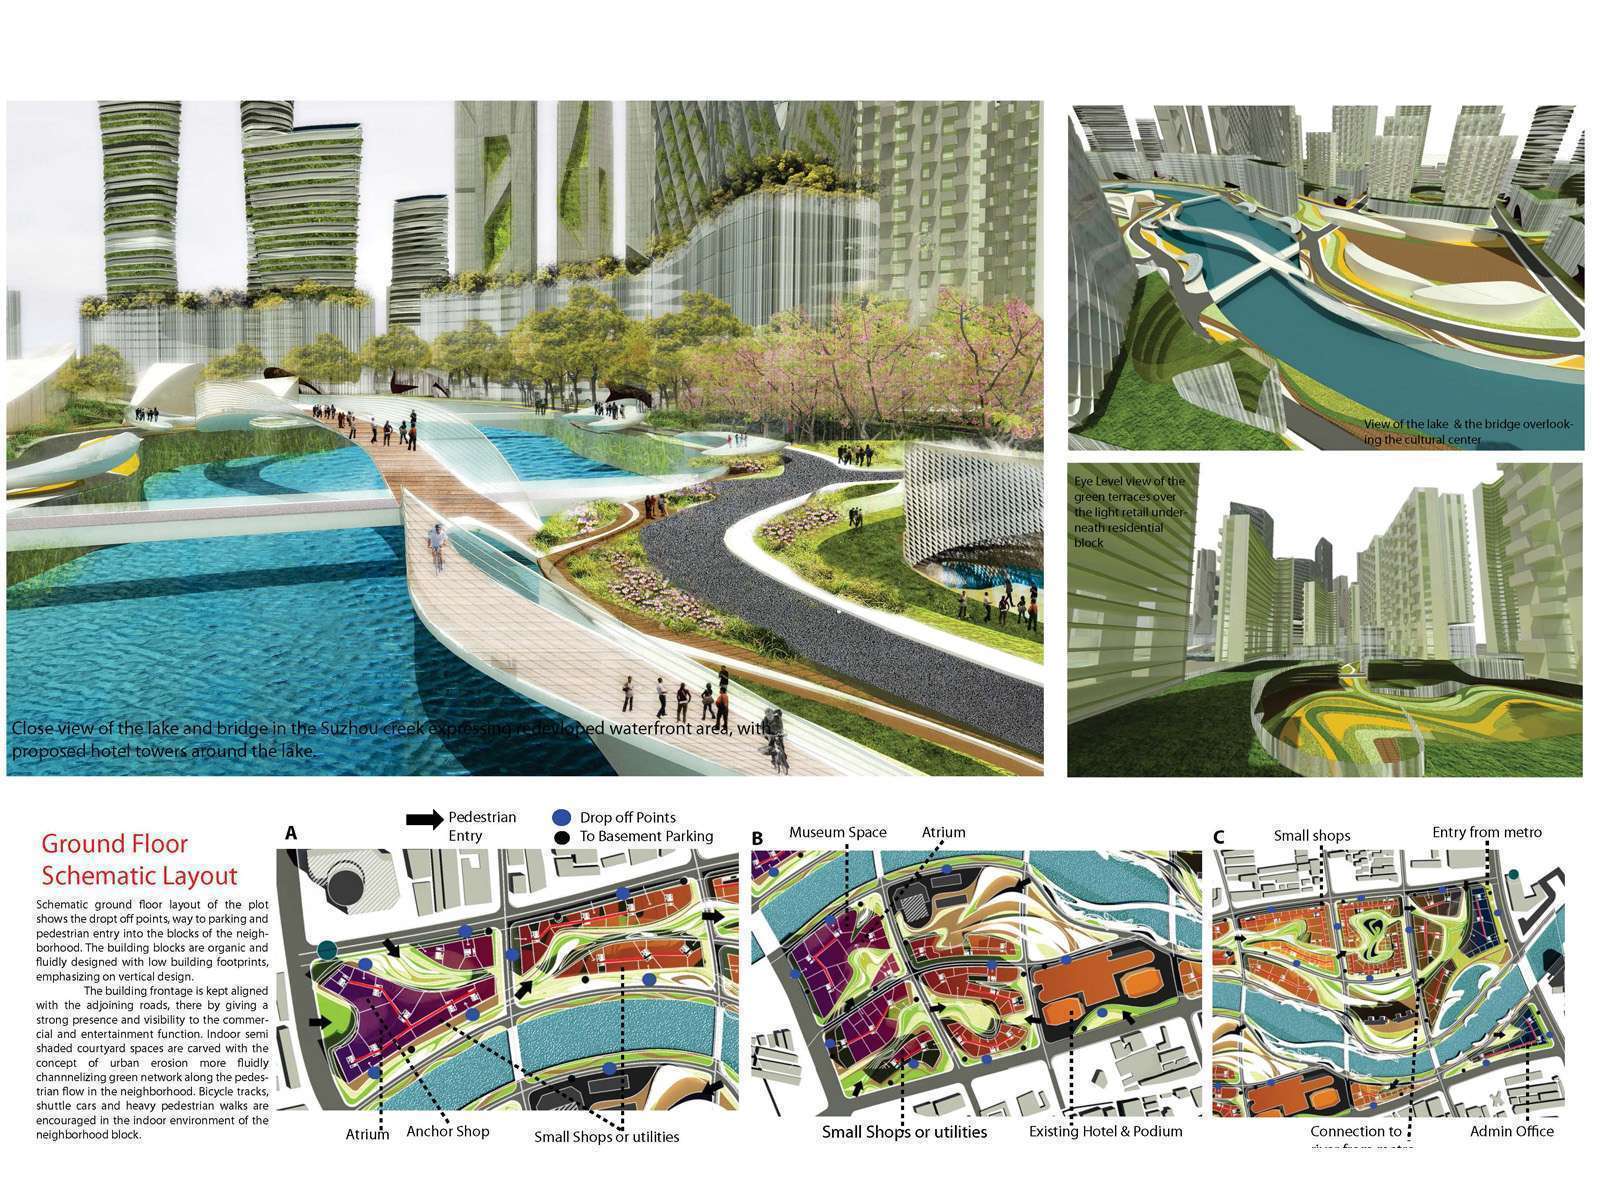 View of the lake & the bridge overlook-
ing the cultural center
Eye Level view of the
green terraces over
the light retail under-
neath residential
block
Close view of the lake and bridge in the Suzhou creek expressing redevloped waterfront area, with
proposed hotel towers around the lake.
Ground Floor
Schematic Layout
Schematic ground floor layout of the plot
shows the dropt off points, way to parking and
pedestrian entry into the blocks of the neigh-
borhood. The building blocks are organic and
fluidly designed with low building footprints,
emphasizing on vertical design.
The building frontage is kept aligned
with the adjoining roads, there by giving a
strong presence and visibility to the commer-
cial and entertainment function. Indoor semi
shaded courtyard spaces are carved with the
concept of urban erosion more fluidly
channnelizing green network along the pedes-
trian flow in the neighborhood. Bicycle tracks,
shuttle cars and heavy pedestrian walks are
encouraged in the indoor environment of the
neighborhood block.
Pedestrian
Entry
Drop off Points
To Basement Parking
A
Atrium
Anchor Shop
Small Shops or utilities
B
Museum Space
Atrium
Small Shops or utilities
Existing Hotel & Podium
C
Small shops
Entry from metro
Connection to
river from metro
Admin Office